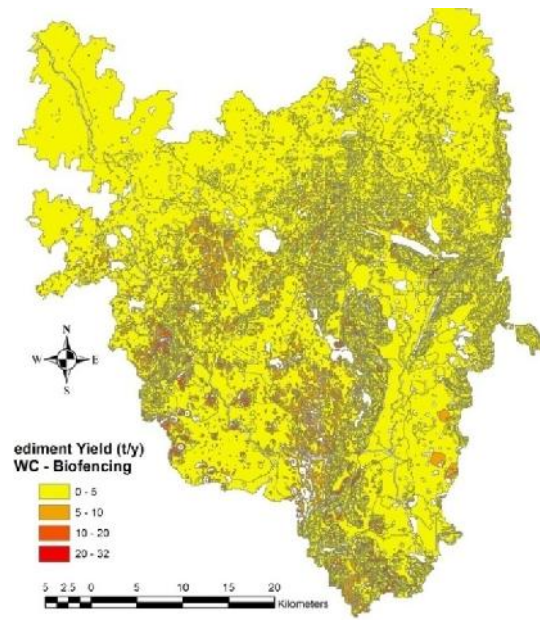 N
W E
S
ediment Yield (t/y)
WC - Biofencing
0 - 5
5 - 10
10 - 20
20 - 32
5 2.5 0 5 10 15 20
Kilometers